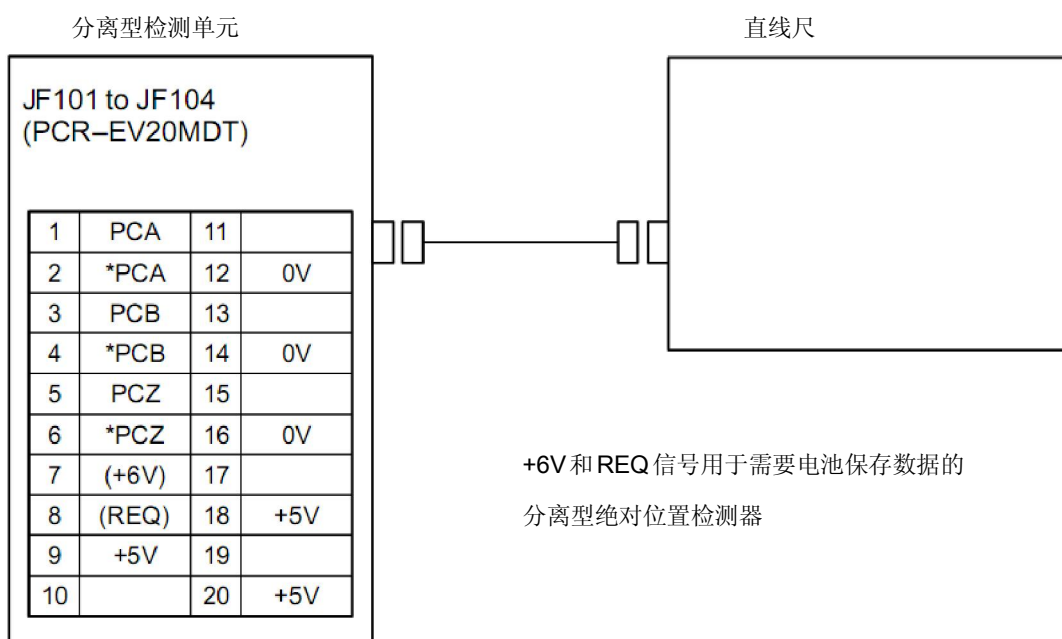 分离型检测单元
直线尺
JF101 to JF104
(PCR–EV20MDT)
1 PCA 11
2 *PCA 12 0V
3 PCB 13
4 *PCB 14 0V
5 PCZ 15
6 *PCZ 16 0V
7 (+6V) 17
8 (REQ) 18 +5V
9 +5V 19
10 20 +5V
+6V和REQ信号用于需要电池保存数据的
分离型绝对位置检测器